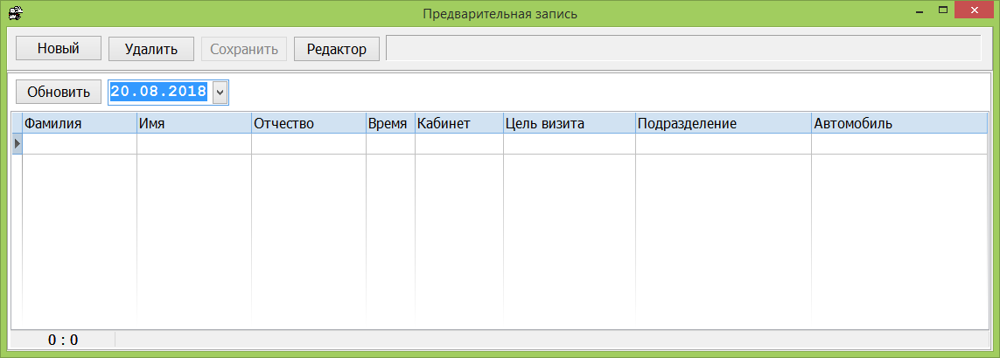 Предварительная запись
Новый Удалить Сохранить Редактор
Обновить 20.08.2018
Фамилия Имя Отчество Время Кабинет Цель визита Подразделение Автомобиль
0 : 0